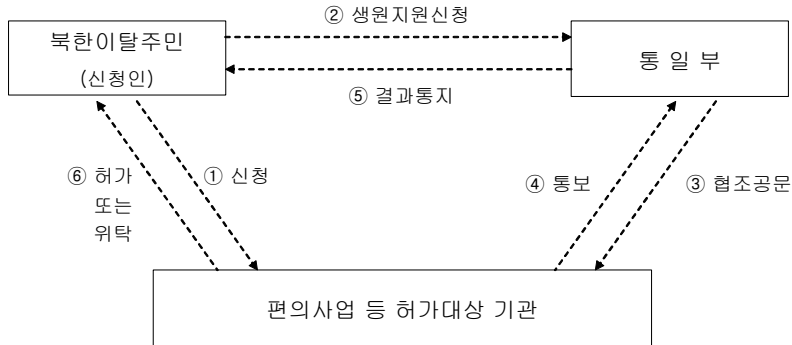 ② 생원지원신청
북한이탈주민
(신청인)
통 일 부
⑤ 결과통지
⑥ 허가
또는
위탁
① 신청
④ 통보
③ 협조공문
편의사업 등 허가대상 기관